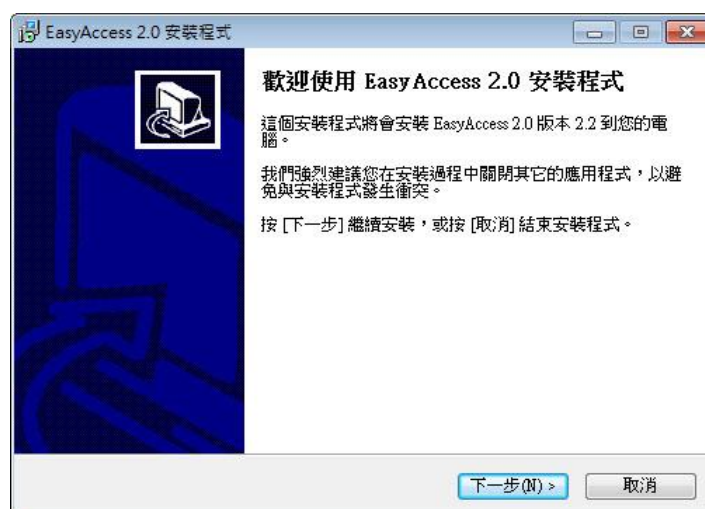 EasyAccess 2.0 安裝程式
歡迎使用 EasyAccess 2.0 安裝程式
這個安裝程式將會安裝 EasyAccess 2.0 版本 2.2 到您的電
腦。
我們強烈建議您在安裝過程中關閉其它的應用程式，以避
免與安裝程式發生衝突。
按 [下一步] 繼續安裝，或按 [取消] 結束安裝程式。
下一步(N) >
取消